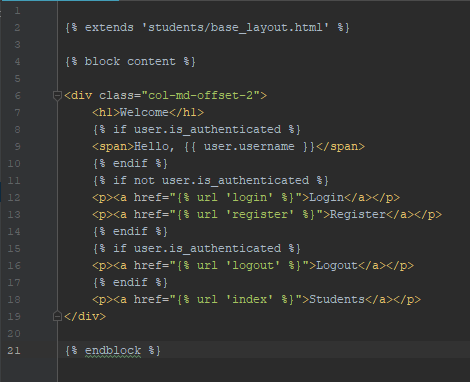 1
2 {% extends 'students/base_layout.html' %}
3
4 {% block content %}
5
6 <div class="col-md-offset-2">
7 <h1>Welcome</h1>
8 {% if user.is_authenticated %}
9 <span>Hello, {{ user.username }}</span>
10 {% endif %}
11 {% if not user.is_authenticated %}
12 <p><a href="{% url 'login' %}">Login</a></p>
13 <p><a href="{% url 'register' %}">Register</a></p>
14 {% endif %}
15 {% if user.is_authenticated %}
16 <p><a href="{% url 'logout' %}">Logout</a></p>
17 {% endif %}
18 <p><a href="{% url 'index' %}">Students</a></p>
19 </div>
20
21 {% endblock %}